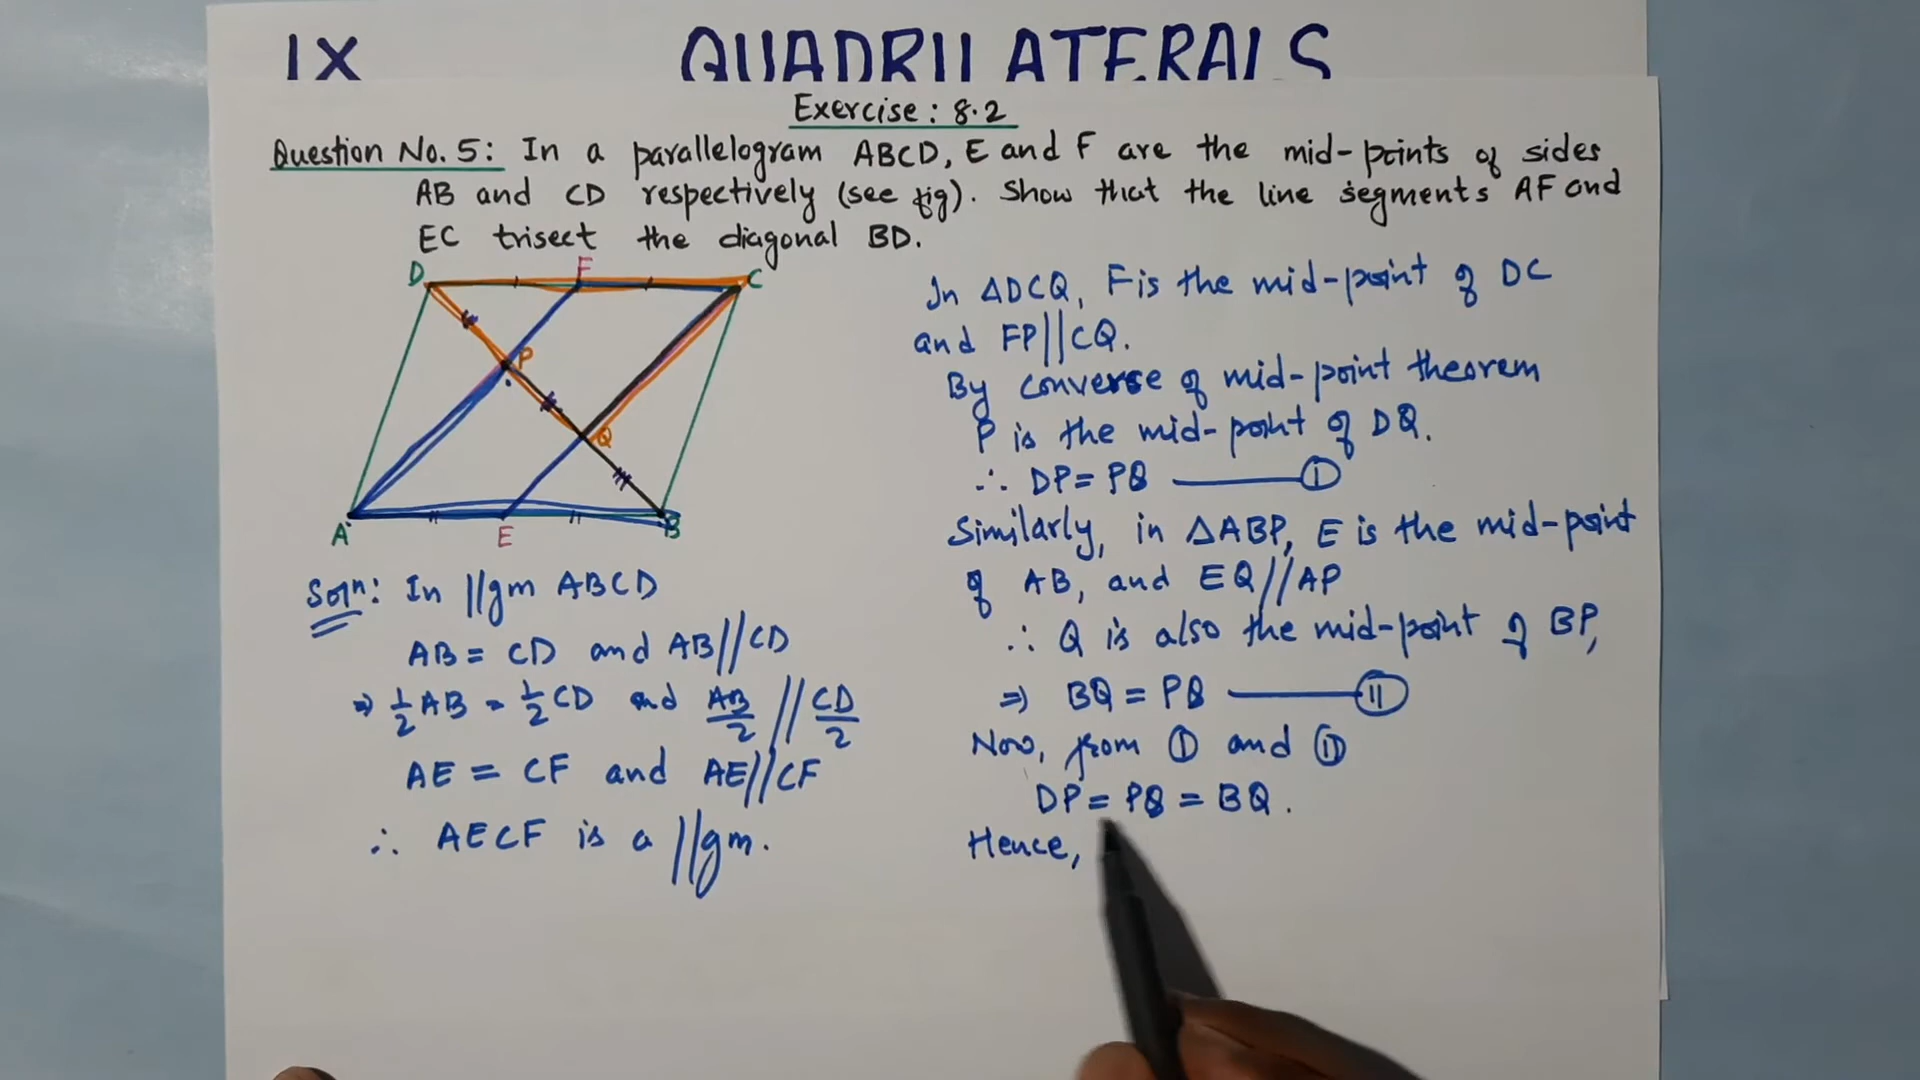 IX QUADRILATERALS
Exercise: 8.2
Question No. 5: In a parallelogram ABCD, E and F are the mid-points of sides
AB and CD respectively (see fig). Show that the line segments AF and
EC trisect the diagonal BD.
D F C
P
Q
A E B
Soln: In ||gm ABCD
AB = CD and AB//CD
⇒ 1/2 AB = 1/2 CD and AB/2 // CD/2
AE = CF and AE//CF
∴ AECF is a ||gm.
In ΔDCQ, F is the mid-point of DC
and FP||CQ.
By converse of mid-point theorem
P is the mid-point of DQ.
∴ DP = PQ — I
Similarly, in ΔABP, E is the mid-point
of AB, and EQ//AP
∴ Q is also the mid-point of BP,
⇒ BQ = PQ — II
Now, from I and II
DP = PQ = BQ.
Hence,